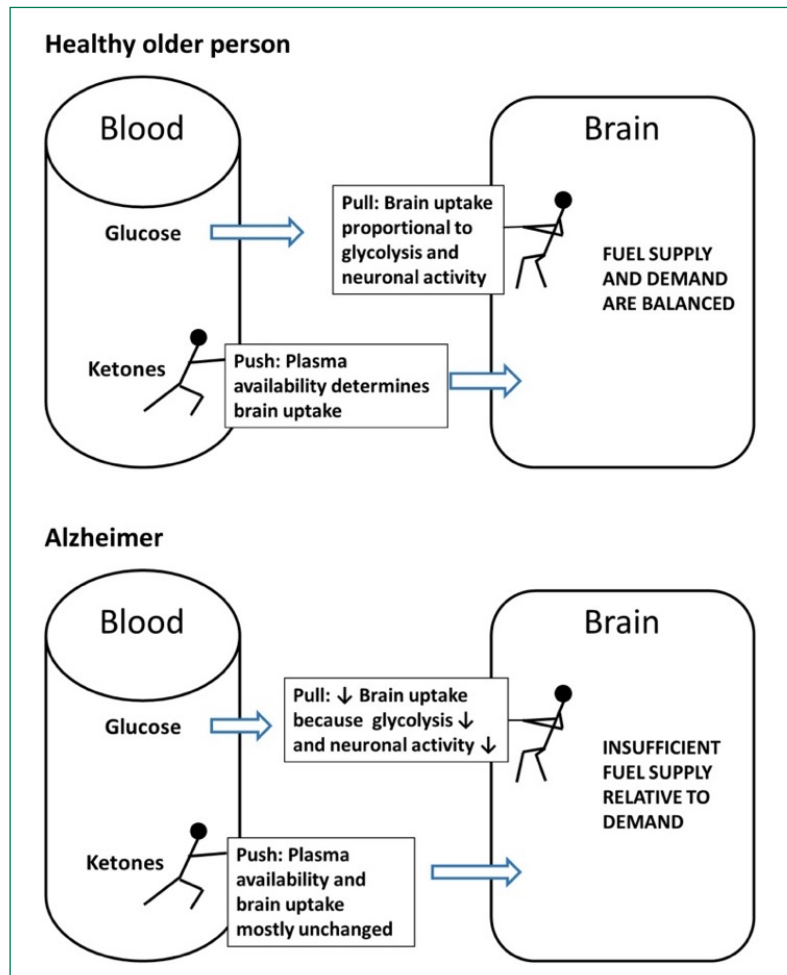 Healthy older person
Blood
Brain
Glucose
Pull: Brain uptake
proportional to
glycolysis and
neuronal activity
FUEL SUPPLY
AND DEMAND
ARE BALANCED
Ketones
Push: Plasma
availability determines
brain uptake
Alzheimer
Blood
Brain
Glucose
Pull: ↓ Brain uptake
because glycolysis ↓
and neuronal activity ↓
INSUFFICIENT
FUEL SUPPLY
RELATIVE TO
DEMAND
Ketones
Push: Plasma
availability and
brain uptake
mostly unchanged